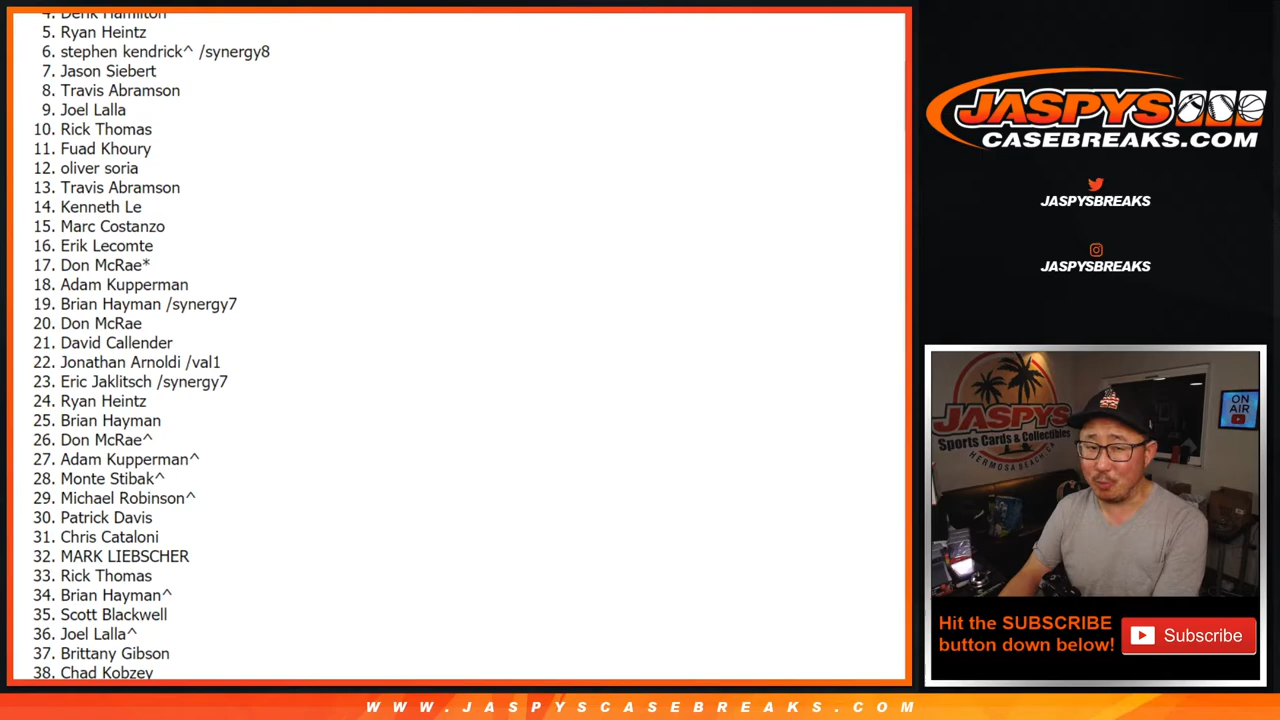 4. Derik Hamilton
5. Ryan Heintz
6. stephen kendrick^ /synergy8
7. Jason Siebert
8. Travis Abramson
9. Joel Lalla
10. Rick Thomas
11. Fuad Khoury
12. oliver soria
13. Travis Abramson
14. Kenneth Le
15. Marc Costanzo
16. Erik Lecomte
17. Don McRae*
18. Adam Kupperman
19. Brian Hayman /synergy7
20. Don McRae
21. David Callender
22. Jonathan Arnoldi /val1
23. Eric Jaklitsch /synergy7
24. Ryan Heintz
25. Brian Hayman
26. Don McRae^
27. Adam Kupperman^
28. Monte Stibak^
29. Michael Robinson^
30. Patrick Davis
31. Chris Cataloni
32. MARK LIEBSCHER
33. Rick Thomas
34. Brian Hayman^
35. Scott Blackwell
36. Joel Lalla^
37. Brittany Gibson
38. Chad Kobzey
JASPYS
CASEBREAKS.COM
JASPYSBREAKS
JASPYSBREAKS
JASPYS
Sports Cards & Collectibles
HERMOSA BEACH, CA
ON
AIR
Hit the SUBSCRIBE
button down below!
Subscribe
WWW.JASPYSCASEBREAKS.COM